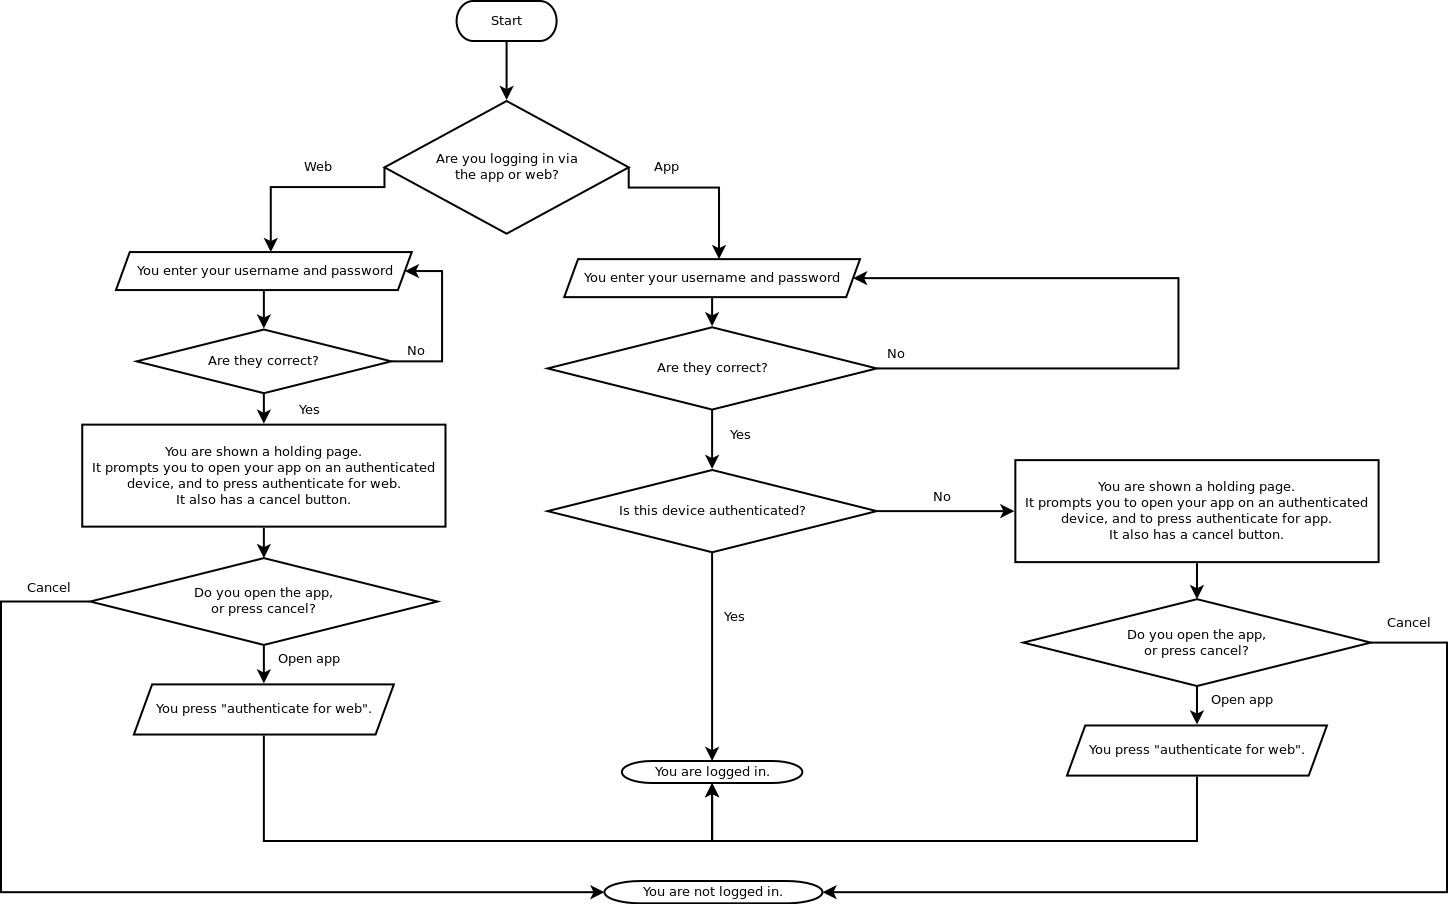 Start
Are you logging in via
the app or web?
Web
App
You enter your username and password
You enter your username and password
Are they correct?
No
Are they correct?
No
Yes
Yes
You are shown a holding page.
It prompts you to open your app on an authenticated
device, and to press authenticate for web.
It also has a cancel button.
Is this device authenticated?
No
You are shown a holding page.
It prompts you to open your app on an authenticated
device, and to press authenticate for app.
It also has a cancel button.
Cancel
Do you open the app,
or press cancel?
Yes
Cancel
Do you open the app,
or press cancel?
Open app
Open app
You press "authenticate for web".
You press "authenticate for web".
You are logged in.
You are not logged in.